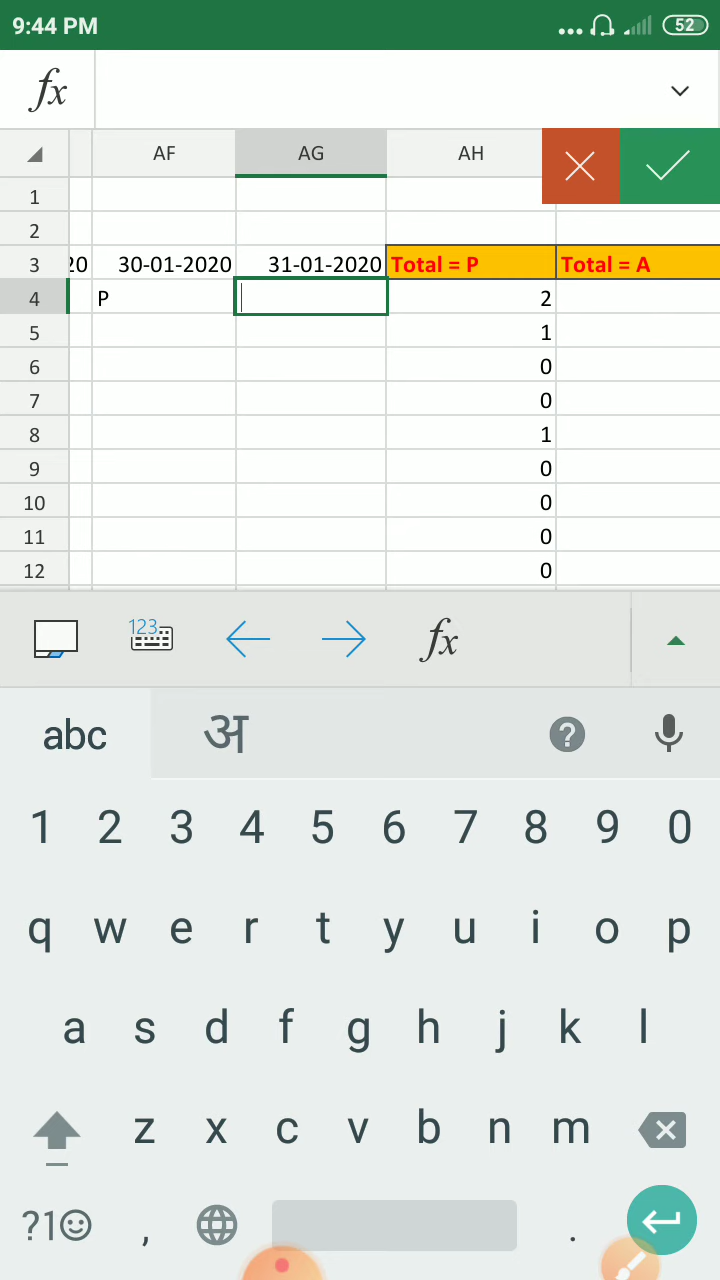 9:44 PM 52
fx
AF AG AH
1
2
3 20 30-01-2020 31-01-2020 Total = P Total = A
4 P 2
5 1
6 0
7 0
8 1
9 0
10 0
11 0
12 0
123 fx
abc अ ?
1 2 3 4 5 6 7 8 9 0
q w e r t y u i o p
a s d f g h j k l
z x c v b n m
?1☺ , .